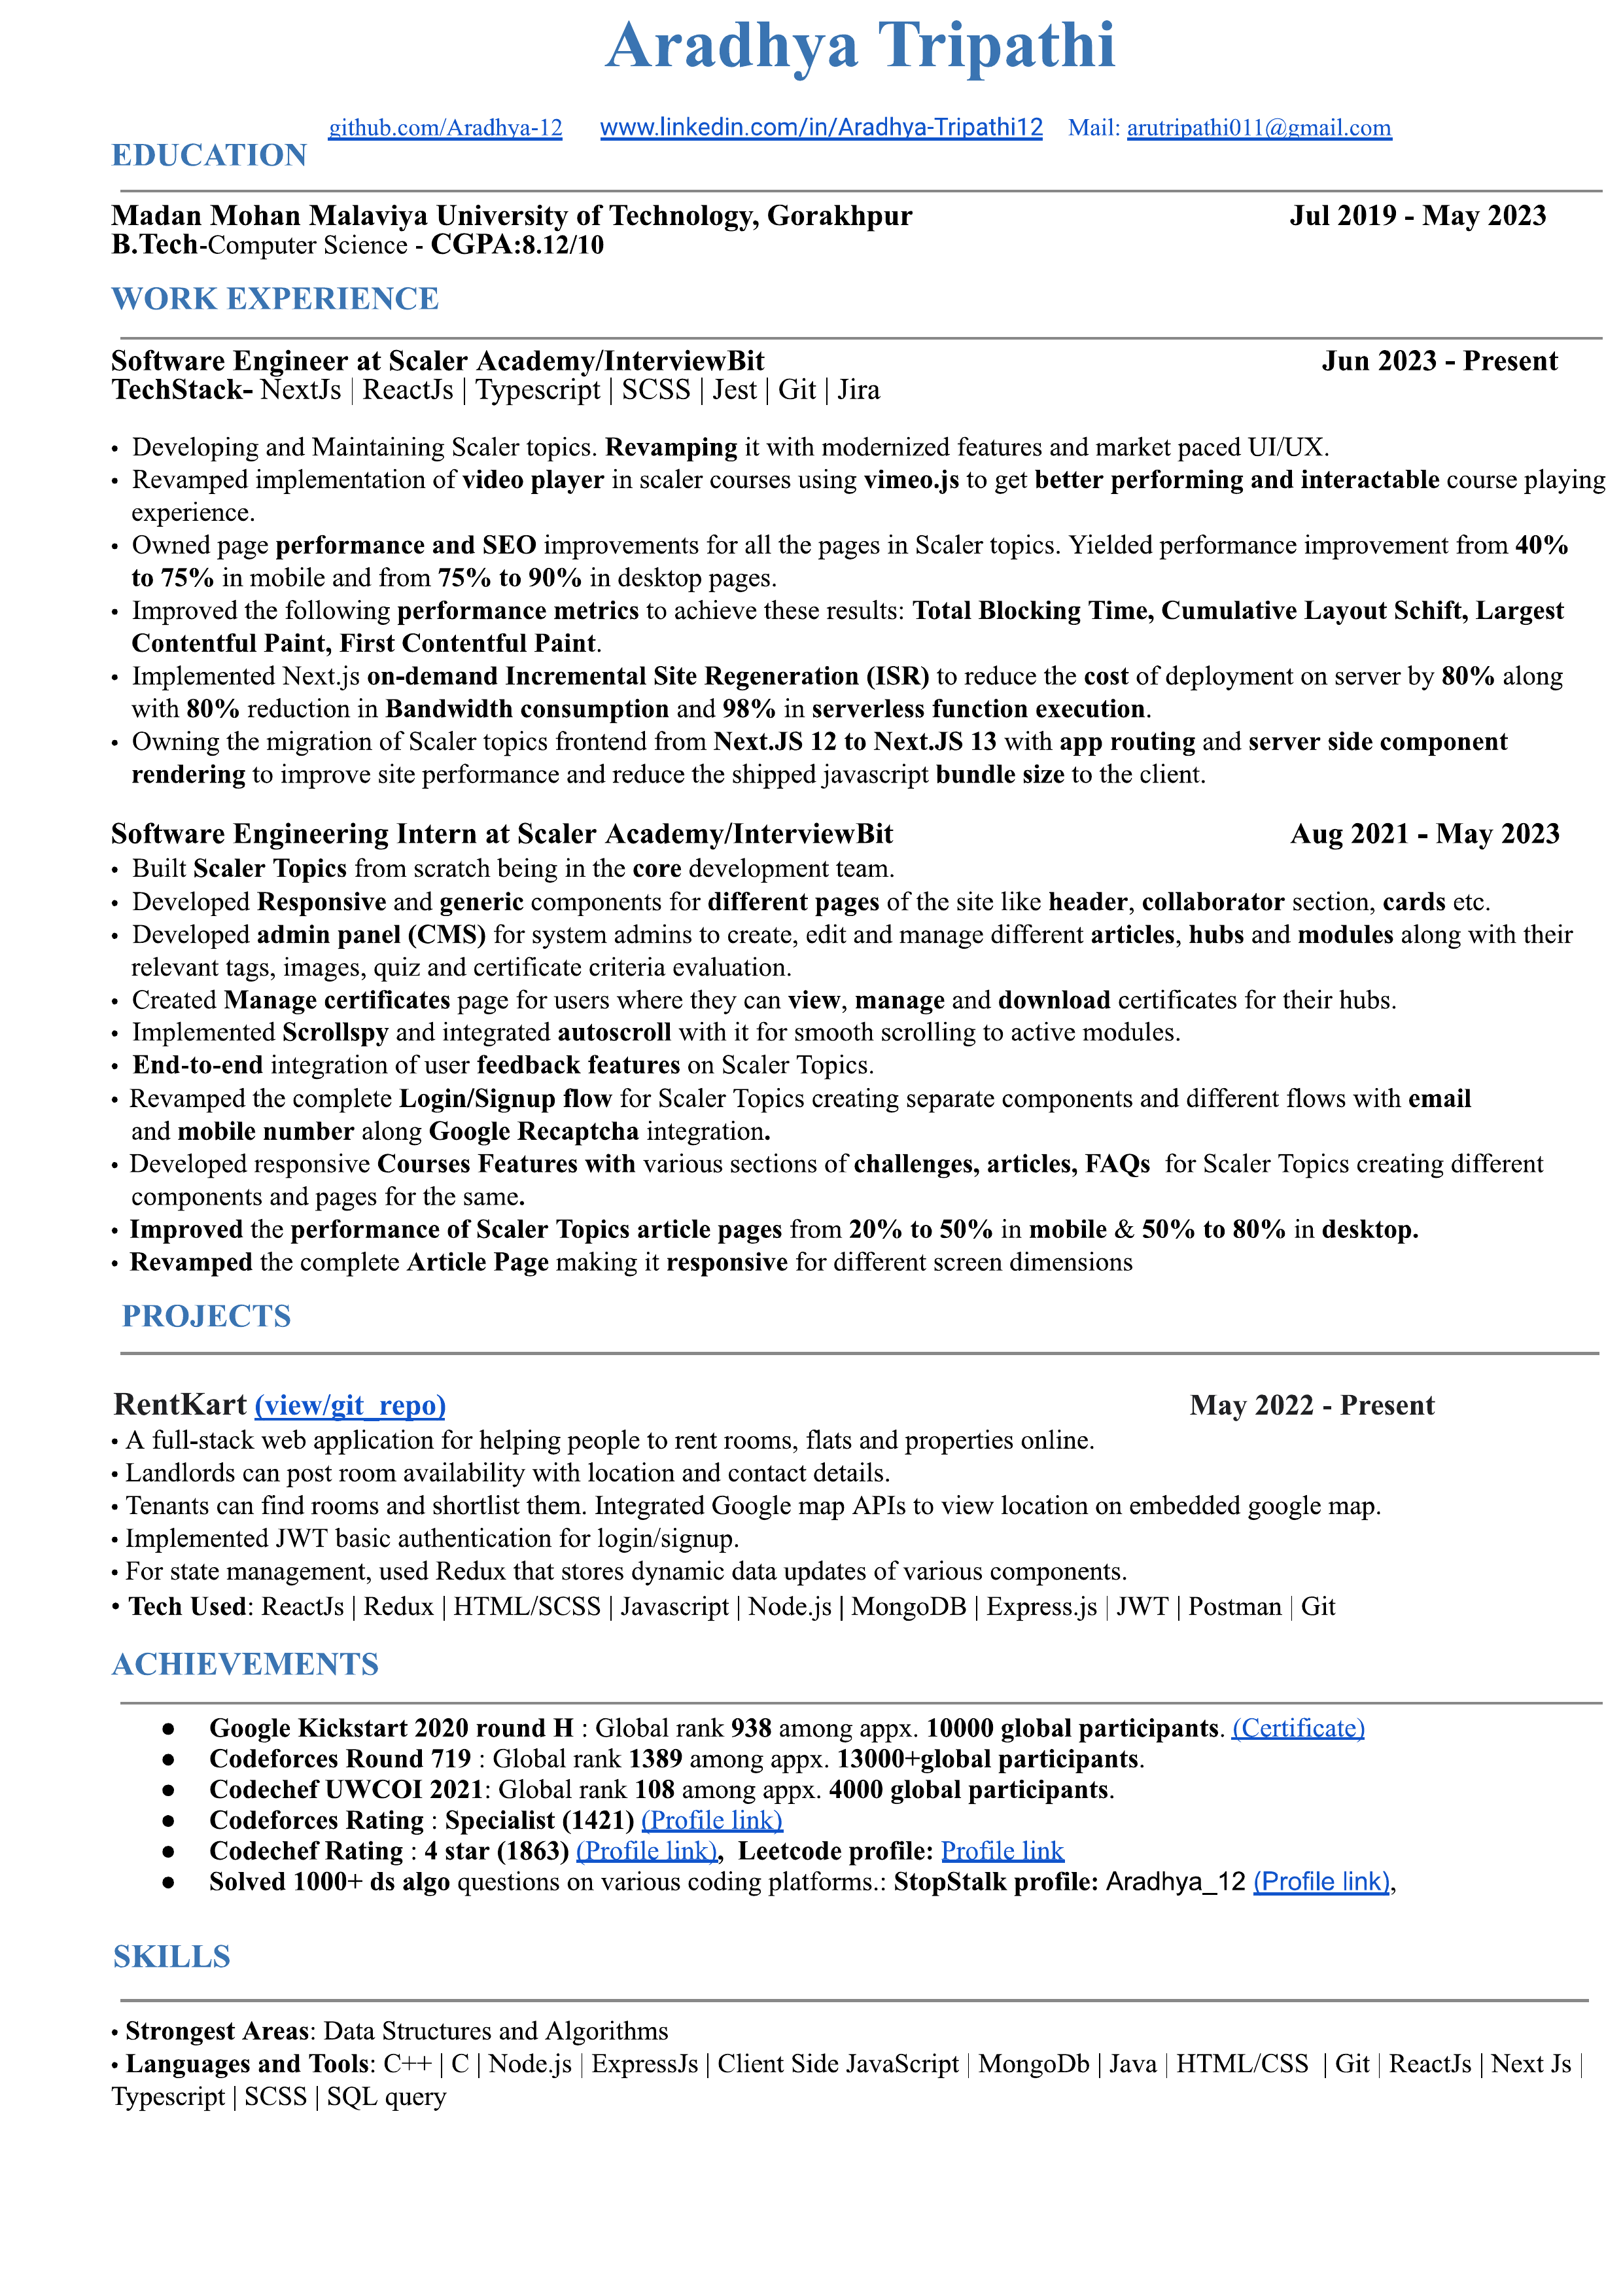 Aradhya Tripathi
github.com/Aradhya-12 www.linkedin.com/in/Aradhya-Tripathi12 Mail: arutripathi011@gmail.com
EDUCATION
Madan Mohan Malaviya University of Technology, Gorakhpur Jul 2019 - May 2023
B.Tech-Computer Science - CGPA:8.12/10
WORK EXPERIENCE
Software Engineer at Scaler Academy/InterviewBit Jun 2023 - Present
TechStack- NextJs | ReactJs | Typescript | SCSS | Jest | Git | Jira
• Developing and Maintaining Scaler topics. Revamping it with modernized features and market paced UI/UX.
• Revamped implementation of video player in scaler courses using vimeo.js to get better performing and interactable course playing
experience.
• Owned page performance and SEO improvements for all the pages in Scaler topics. Yielded performance improvement from 40%
to 75% in mobile and from 75% to 90% in desktop pages.
• Improved the following performance metrics to achieve these results: Total Blocking Time, Cumulative Layout Schift, Largest
Contentful Paint, First Contentful Paint.
• Implemented Next.js on-demand Incremental Site Regeneration (ISR) to reduce the cost of deployment on server by 80% along
with 80% reduction in Bandwidth consumption and 98% in serverless function execution.
• Owning the migration of Scaler topics frontend from Next.JS 12 to Next.JS 13 with app routing and server side component
rendering to improve site performance and reduce the shipped javascript bundle size to the client.
Software Engineering Intern at Scaler Academy/InterviewBit Aug 2021 - May 2023
• Built Scaler Topics from scratch being in the core development team.
• Developed Responsive and generic components for different pages of the site like header, collaborator section, cards etc.
• Developed admin panel (CMS) for system admins to create, edit and manage different articles, hubs and modules along with their
relevant tags, images, quiz and certificate criteria evaluation.
• Created Manage certificates page for users where they can view, manage and download certificates for their hubs.
• Implemented Scrollspy and integrated autoscroll with it for smooth scrolling to active modules.
• End-to-end integration of user feedback features on Scaler Topics.
• Revamped the complete Login/Signup flow for Scaler Topics creating separate components and different flows with email
and mobile number along Google Recaptcha integration.
• Developed responsive Courses Features with various sections of challenges, articles, FAQs for Scaler Topics creating different
components and pages for the same.
• Improved the performance of Scaler Topics article pages from 20% to 50% in mobile & 50% to 80% in desktop.
• Revamped the complete Article Page making it responsive for different screen dimensions
PROJECTS
RentKart (view/git_repo) May 2022 - Present
• A full-stack web application for helping people to rent rooms, flats and properties online.
• Landlords can post room availability with location and contact details.
• Tenants can find rooms and shortlist them. Integrated Google map APIs to view location on embedded google map.
• Implemented JWT basic authentication for login/signup.
• For state management, used Redux that stores dynamic data updates of various components.
• Tech Used: ReactJs | Redux | HTML/SCSS | Javascript | Node.js | MongoDB | Express.js | JWT | Postman | Git
ACHIEVEMENTS
● Google Kickstart 2020 round H : Global rank 938 among appx. 10000 global participants. (Certificate)
● Codeforces Round 719 : Global rank 1389 among appx. 13000+global participants.
● Codechef UWCOI 2021: Global rank 108 among appx. 4000 global participants.
● Codeforces Rating : Specialist (1421) (Profile link)
● Codechef Rating : 4 star (1863) (Profile link), Leetcode profile: Profile link
● Solved 1000+ ds algo questions on various coding platforms.: StopStalk profile: Aradhya_12 (Profile link),
SKILLS
• Strongest Areas: Data Structures and Algorithms
• Languages and Tools: C++ | C | Node.js | ExpressJs | Client Side JavaScript | MongoDb | Java | HTML/CSS | Git | ReactJs | Next Js |
Typescript | SCSS | SQL query